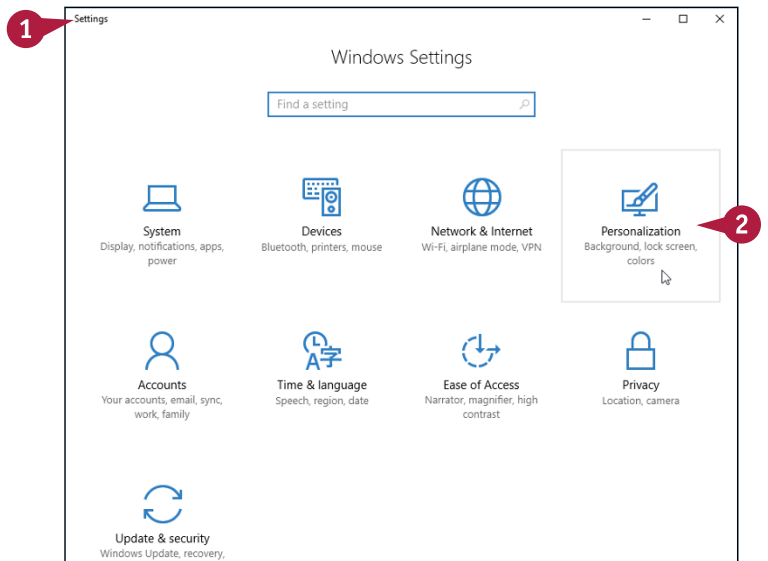 1
Settings
Windows Settings
Find a setting
System
Display, notifications, apps,
power
Devices
Bluetooth, printers, mouse
Network & Internet
Wi-Fi, airplane mode, VPN
Personalization
Background, lock screen,
colors
2
Accounts
Your accounts, email, sync,
work, family
Time & language
Speech, region, date
Ease of Access
Narrator, magnifier, high
contrast
Privacy
Location, camera
Update & security
Windows Update, recovery,